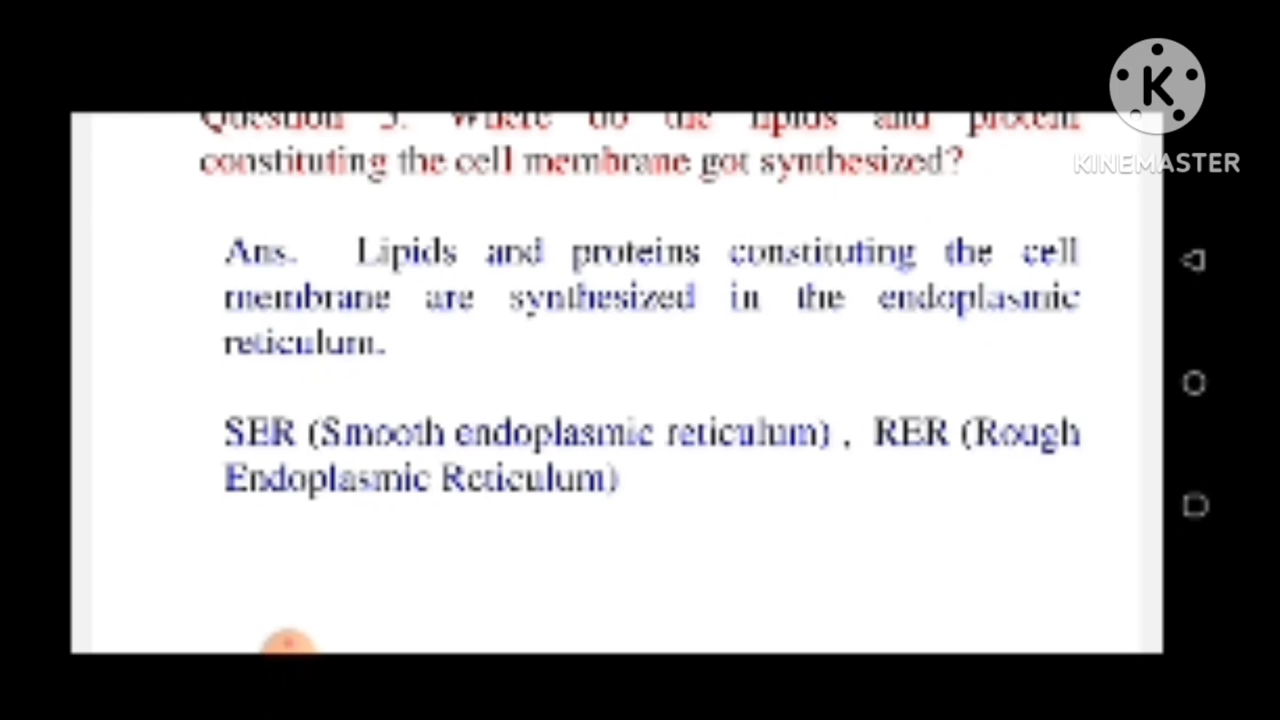 Question 5. Where do the lipids and protein
constituting the cell membrane got synthesized?
Ans. Lipids and proteins constituting the cell
membrane are synthesized in the endoplasmic
reticulum.
SER (Smooth endoplasmic reticulum) , RER (Rough
Endoplasmic Reticulum)
K
KINEMASTER